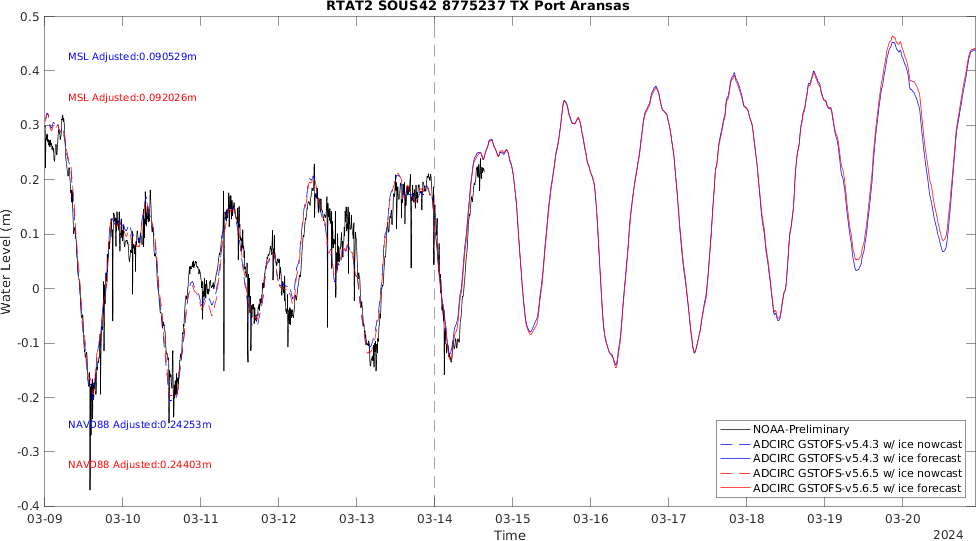 RTAT2 SOUS42 8775237 TX Port Aransas
0.5
0.4
0.3
0.2
0.1
0
-0.1
-0.2
-0.3
-0.4
Water Level (m)
MSL Adjusted:0.090529m
MSL Adjusted:0.092026m
NAVD88 Adjusted:0.24253m
NAVD88 Adjusted:0.24403m
NOAA-Preliminary
ADCIRC GSTOFS-v5.4.3 w/ ice nowcast
ADCIRC GSTOFS-v5.4.3 w/ ice forecast
ADCIRC GSTOFS-v5.6.5 w/ ice nowcast
ADCIRC GSTOFS-v5.6.5 w/ ice forecast
03-09 03-10 03-11 03-12 03-13 03-14 03-15 03-16 03-17 03-18 03-19 03-20
Time
2024